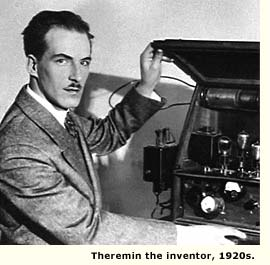 Theremin the inventor, 1920s.